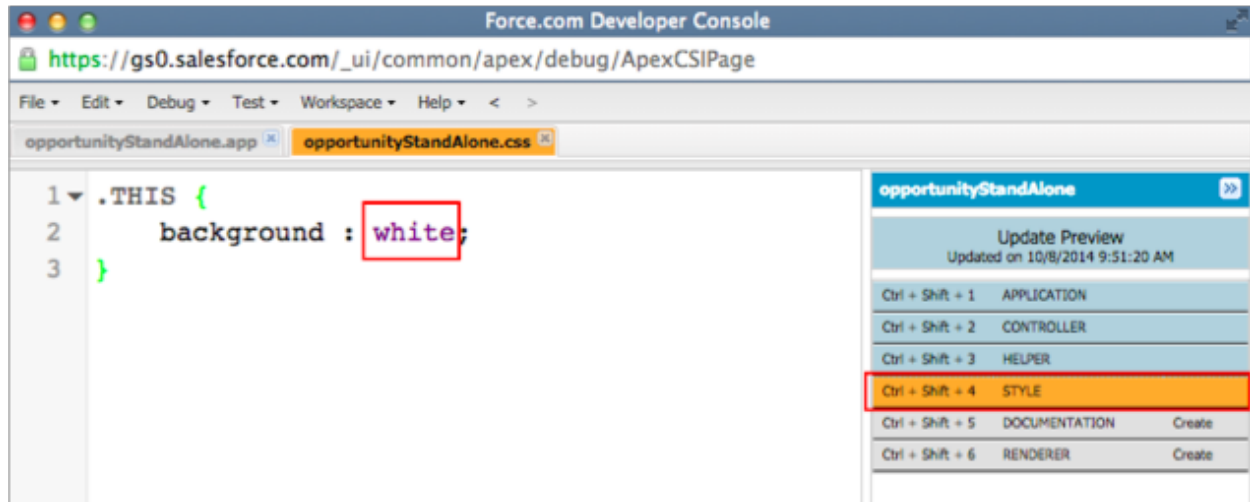 Force.com Developer Console
https://gs0.salesforce.com/_ui/common/apex/debug/ApexCSIPage
File Edit Debug Test Workspace Help < >
opportunityStandAlone.app opportunityStandAlone.css
1 .THIS {
2 background : white;
3 }
opportunityStandAlone
Update Preview
Updated on 10/8/2014 9:51:20 AM
Ctrl + Shift + 1 APPLICATION
Ctrl + Shift + 2 CONTROLLER
Ctrl + Shift + 3 HELPER
Ctrl + Shift + 4 STYLE
Ctrl + Shift + 5 DOCUMENTATION Create
Ctrl + Shift + 6 RENDERER Create